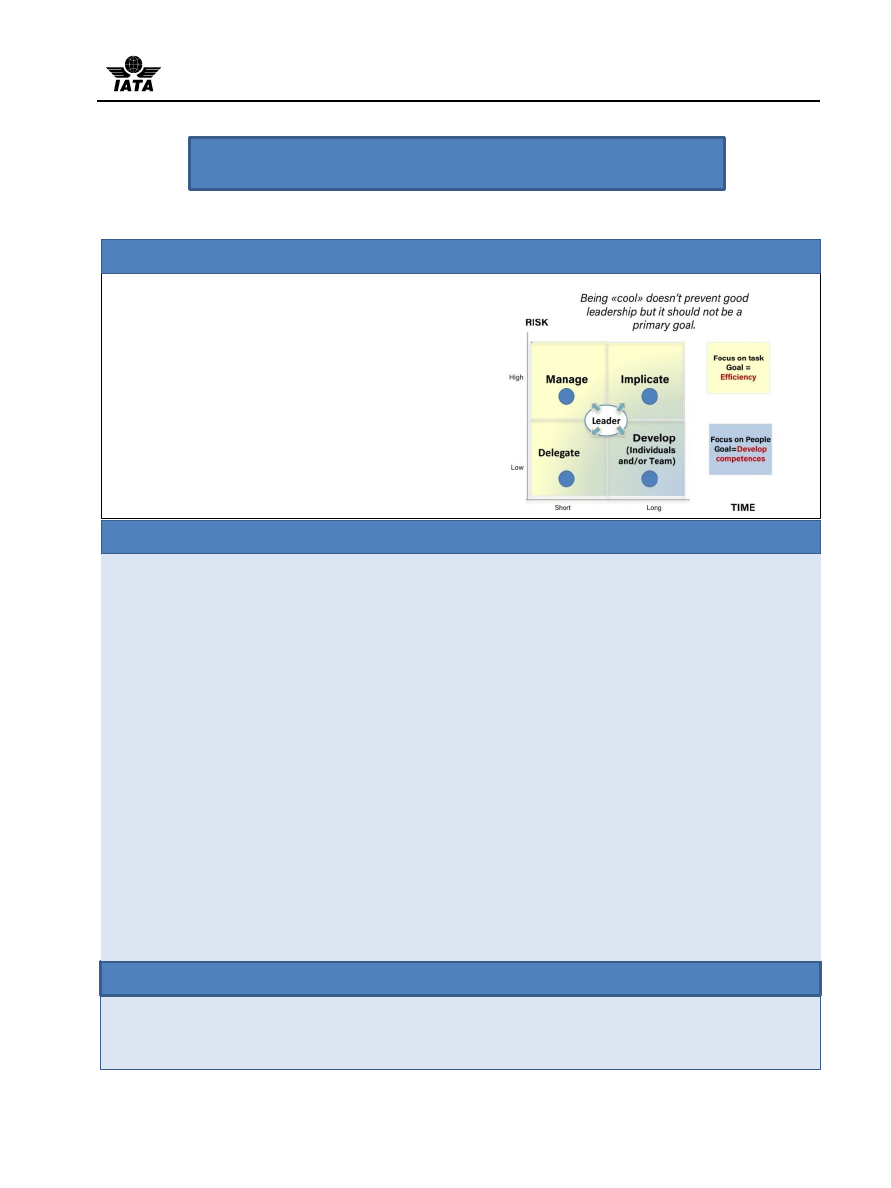 IATA
Being «cool» doesn't prevent good
leadership but it should not be a
primary goal.
RISK
High
Manage
Implicate
Focus on task
Goal =
Efficiency
Leader
Delegate
Develop
(Individuals
and/or Team)
Focus on People
Goal=Develop
competences
Low
Short
Long
TIME